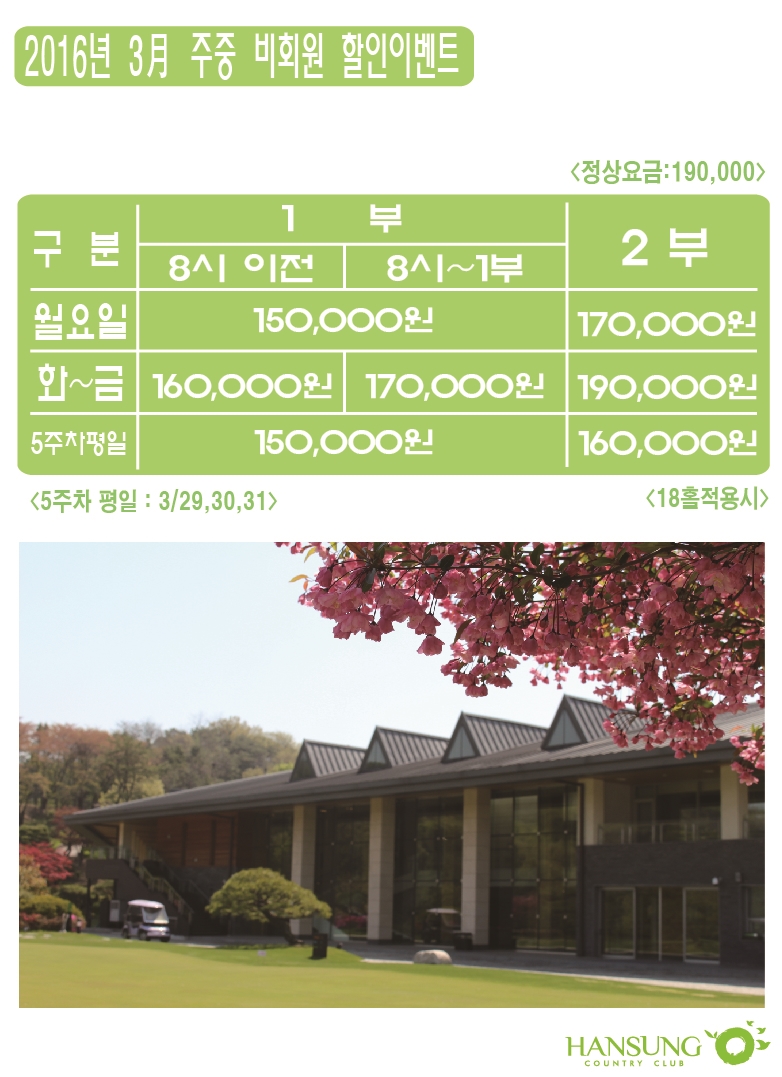 2016년 3月 주중 비회원 할인이벤트
<정상요금:190,000>
구 분 1 부 2 부
8시 이전 8시~1부
월요일 150,000원 170,000원
화~금 160,000원 170,000원 190,000원
5주차평일 150,000원 160,000원
<5주차 평일 : 3/29,30,31> <18홀적용시>
HANSUNG
COUNTRY CLUB